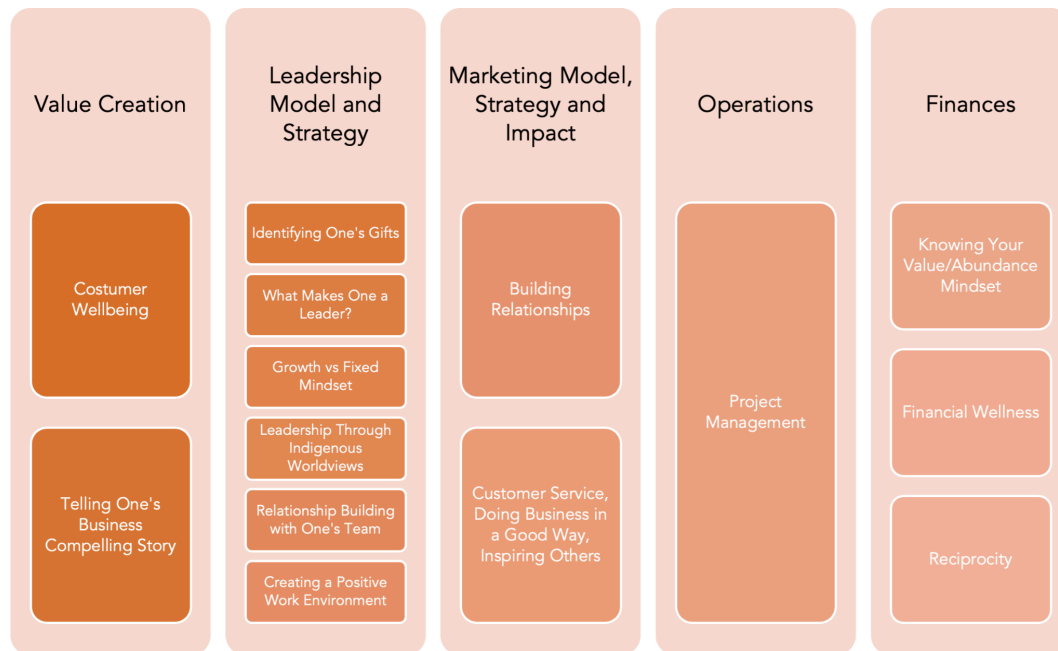 Value Creation
Costumer
Wellbeing
Telling One's
Business
Compelling Story
Leadership
Model and
Strategy
Identifying One's Gifts
What Makes One a
Leader?
Growth vs Fixed
Mindset
Leadership Through
Indigenous
Worldviews
Relationship Building
with One's Team
Creating a Positive
Work Environment
Marketing Model,
Strategy and
Impact
Building
Relationships
Customer Service,
Doing Business in
a Good Way,
Inspiring Others
Operations
Project
Management
Finances
Knowing Your
Value/Abundance
Mindset
Financial Wellness
Reciprocity